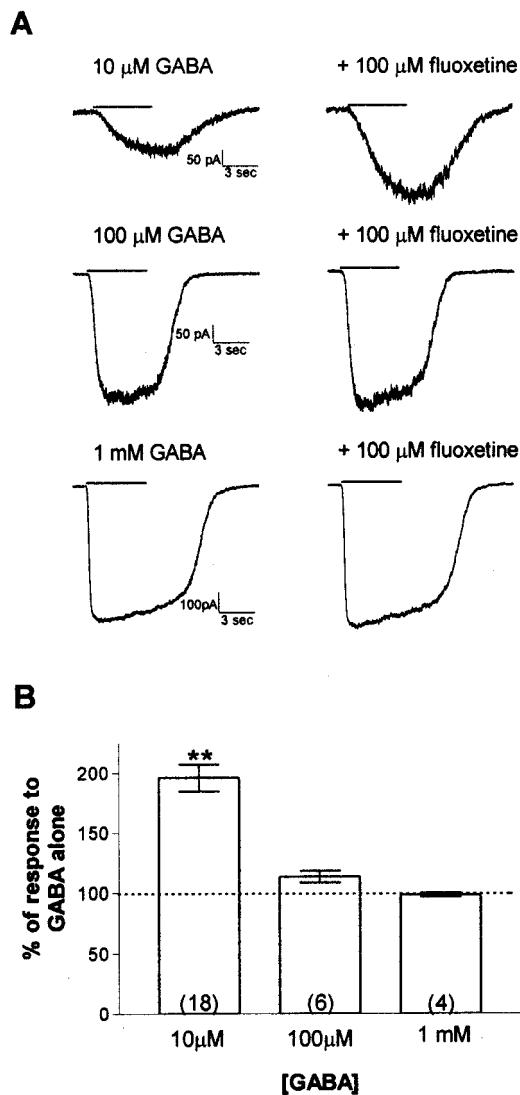 A
10 μM GABA
+ 100 μM fluoxetine
50 pA
3 sec
100 μM GABA
+ 100 μM fluoxetine
50 pA
3 sec
1 mM GABA
+ 100 μM fluoxetine
100pA
3 sec
B
% of response to
GABA alone
200
150
100
50
0
**
(18)
(6)
(4)
10μM
100μM
1 mM
[GABA]